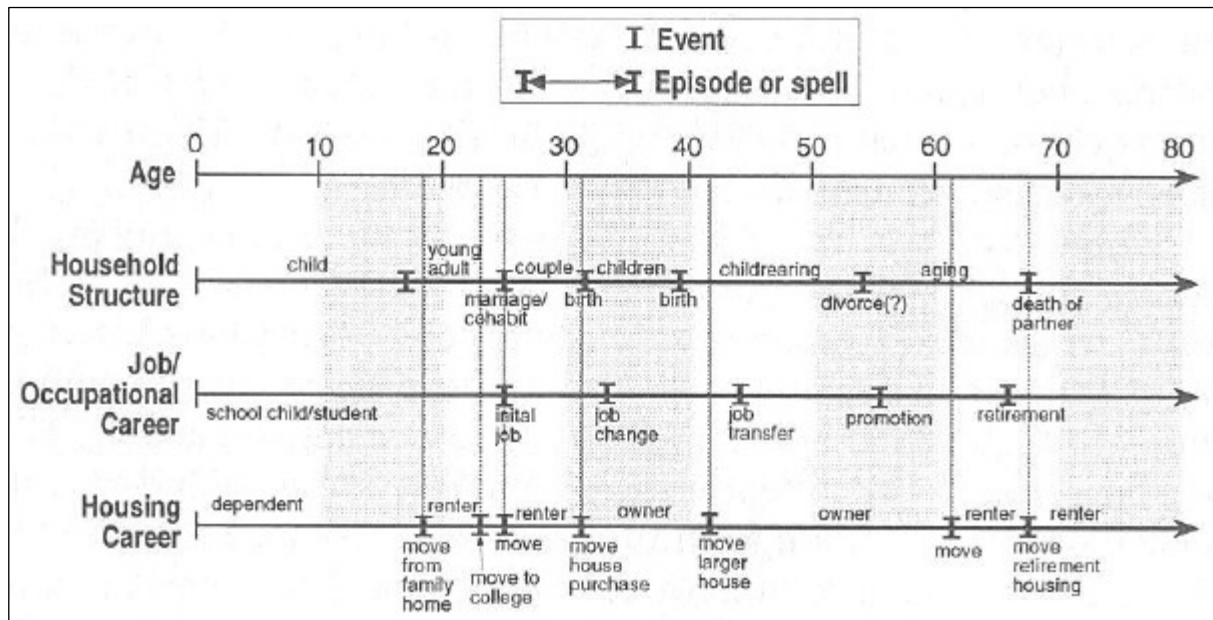 Event
Episode or spell
0 10 20 30 40 50 60 70 80
Age
Household
Structure
child
young
adult
couple
children
childrearing
aging
marriage/
cehabit
birth
birth
divorce(?)
death of
partner
Job/
Occupational
Career
school child/student
inital
job
job
change
job
transfer
promotion
retirement
Housing
Career
dependent
renter
renter
owner
owner
renter
renter
move
from
family
home
move to
college
move
move
house
purchase
move
larger
house
move
move
retirement
housing